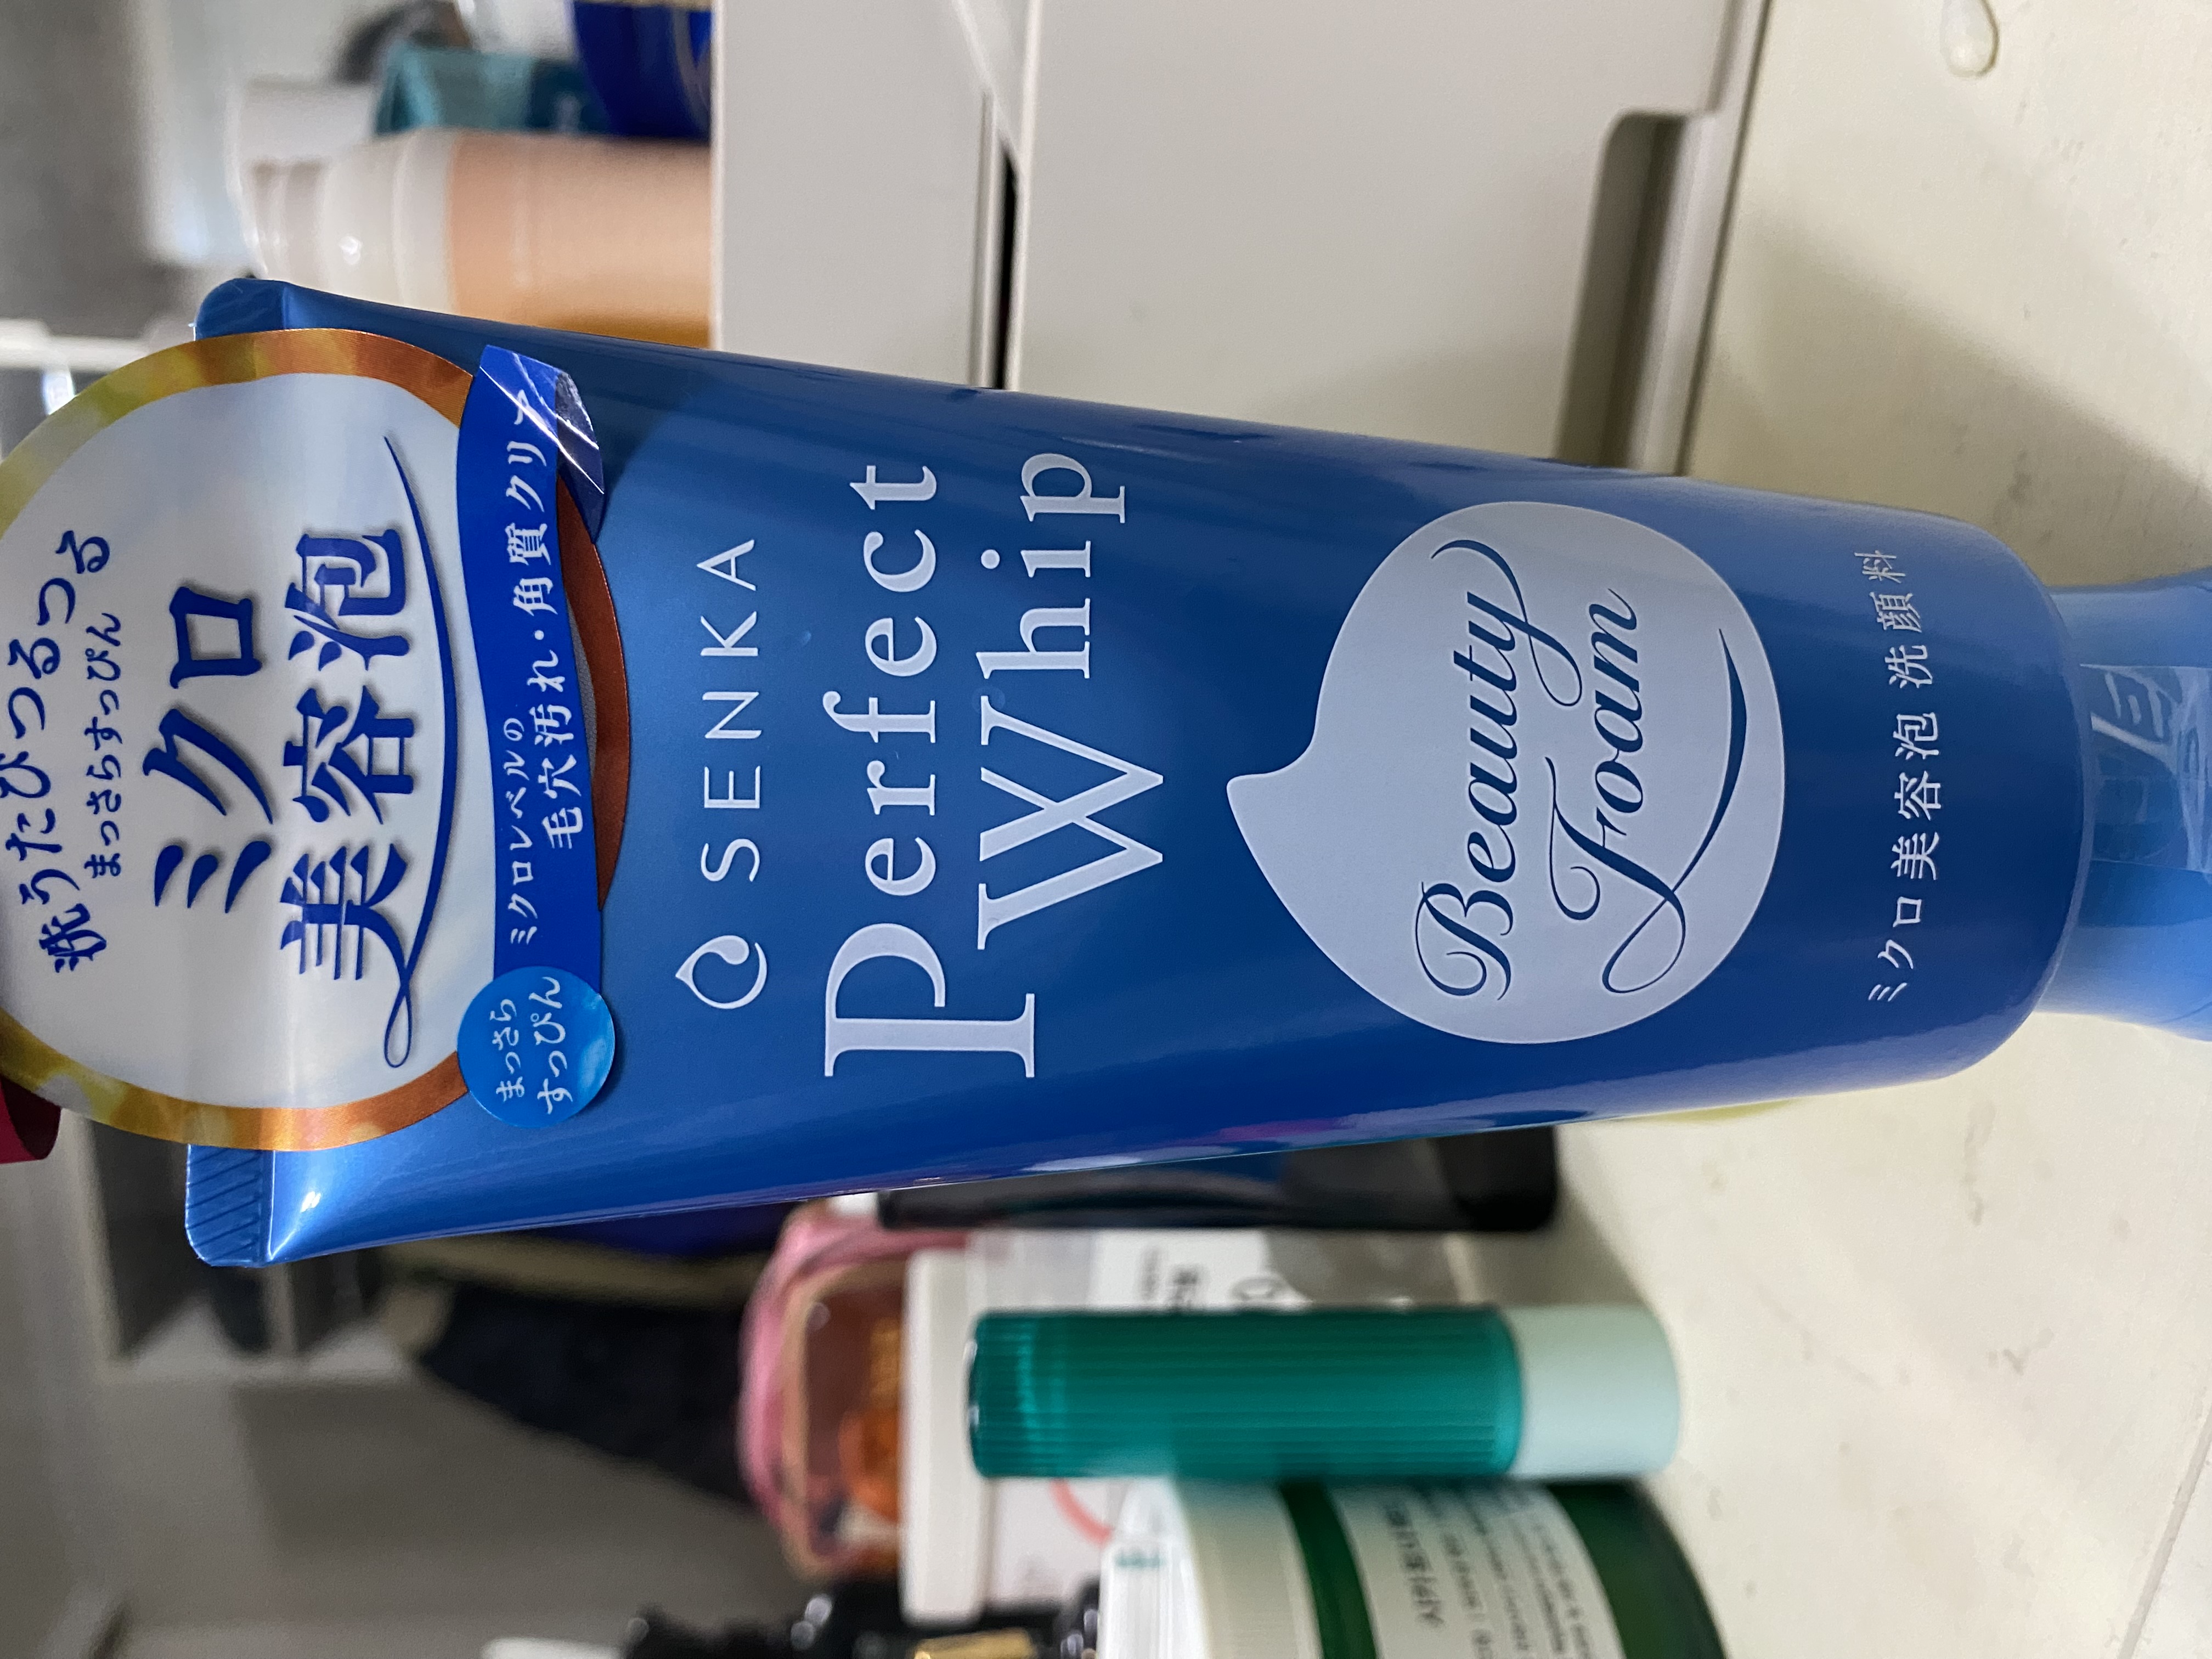 洗うたびつるつる
まっさらすっぴん
ミクロ
美容泡
ミクロレベルの
毛穴汚れ・角質クリア
まっさら
すっぴん
SENKA
Perfect
Whip
Beauty
Foam
ミクロ美容泡 洗顔料